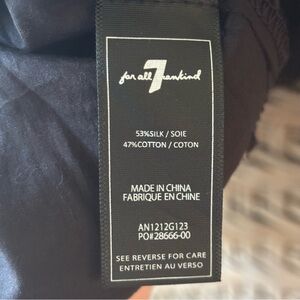 for all 7 mankind
53%SILK / SOIE
47%COTTON / COTON
MADE IN CHINA
FABRIQUE EN CHINE
AN1212G123
PO#28666-00
SEE REVERSE FOR CARE
ENTRETIEN AU VERSO